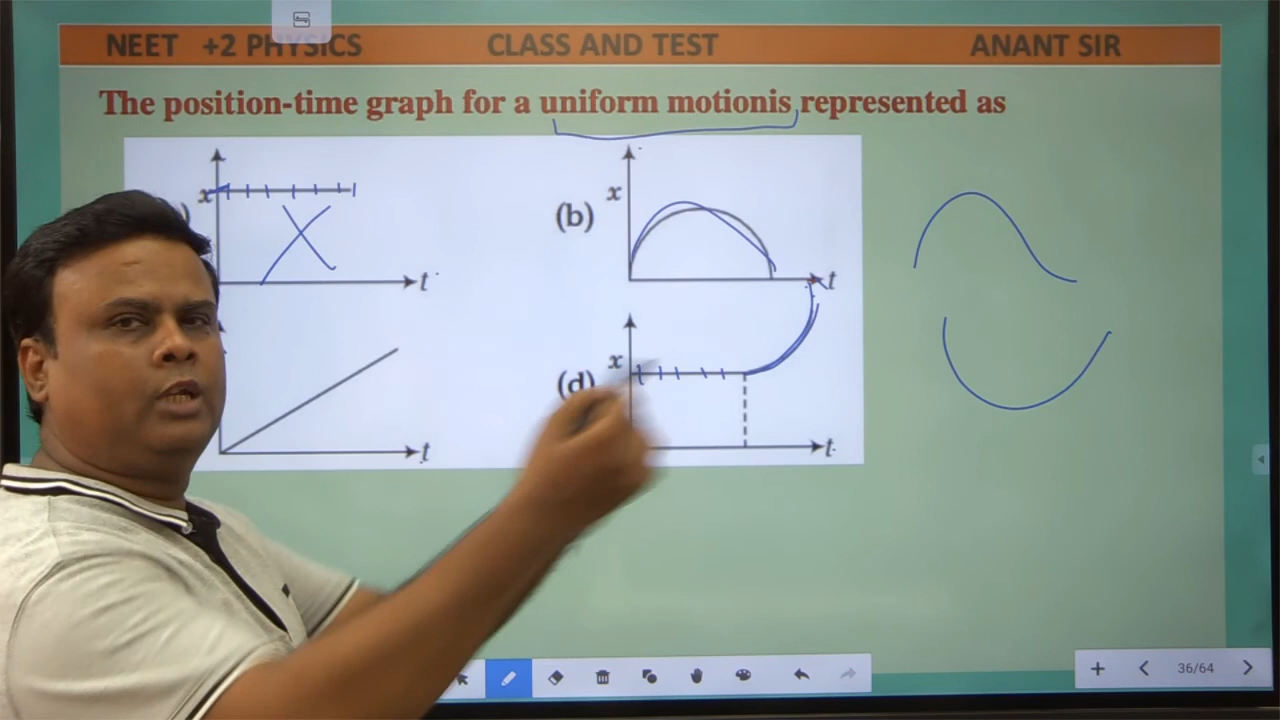 NEET +2 PHYSICS CLASS AND TEST ANANT SIR
The position-time graph for a uniform motionis represented as
x
t
(b) x
t
t
(d) x
t
36/64